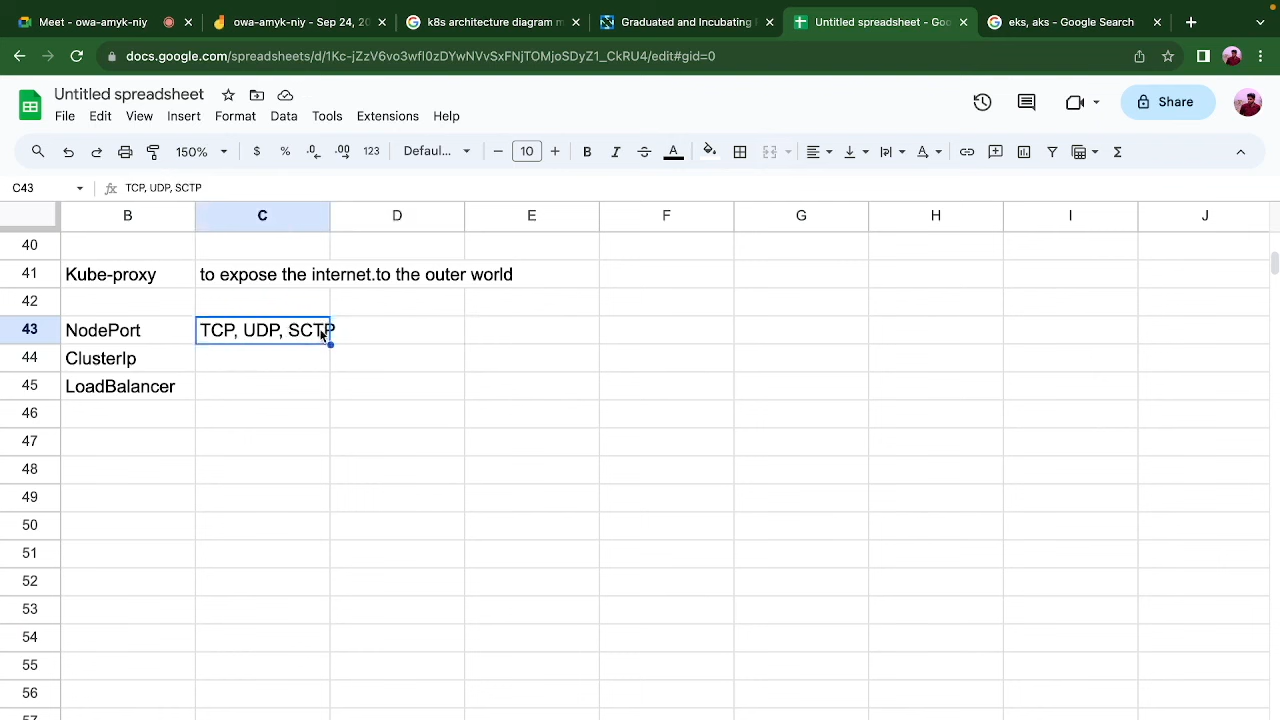 Meet - owa-amyk-niy
owa-amyk-niy - Sep 24, 20
k8s architecture diagram m
Graduated and Incubating
Untitled spreadsheet - Goo
eks, aks - Google Search
docs.google.com/spreadsheets/d/1Kc-jZzV6vo3wfl0zDYwNVvSxFNjTOMjoSDyZ1_CkRU4/edit#gid=0
Untitled spreadsheet
File Edit View Insert Format Data Tools Extensions Help
Share
150% $ % .0 .00 123 Defaul... 10 B I A
C43 fx TCP, UDP, SCTP
B C D E F G H I J
40
41 Kube-proxy to expose the internet.to the outer world
42
43 NodePort TCP, UDP, SCTP
44 ClusterIp
45 LoadBalancer
46
47
48
49
50
51
52
53
54
55
56
57